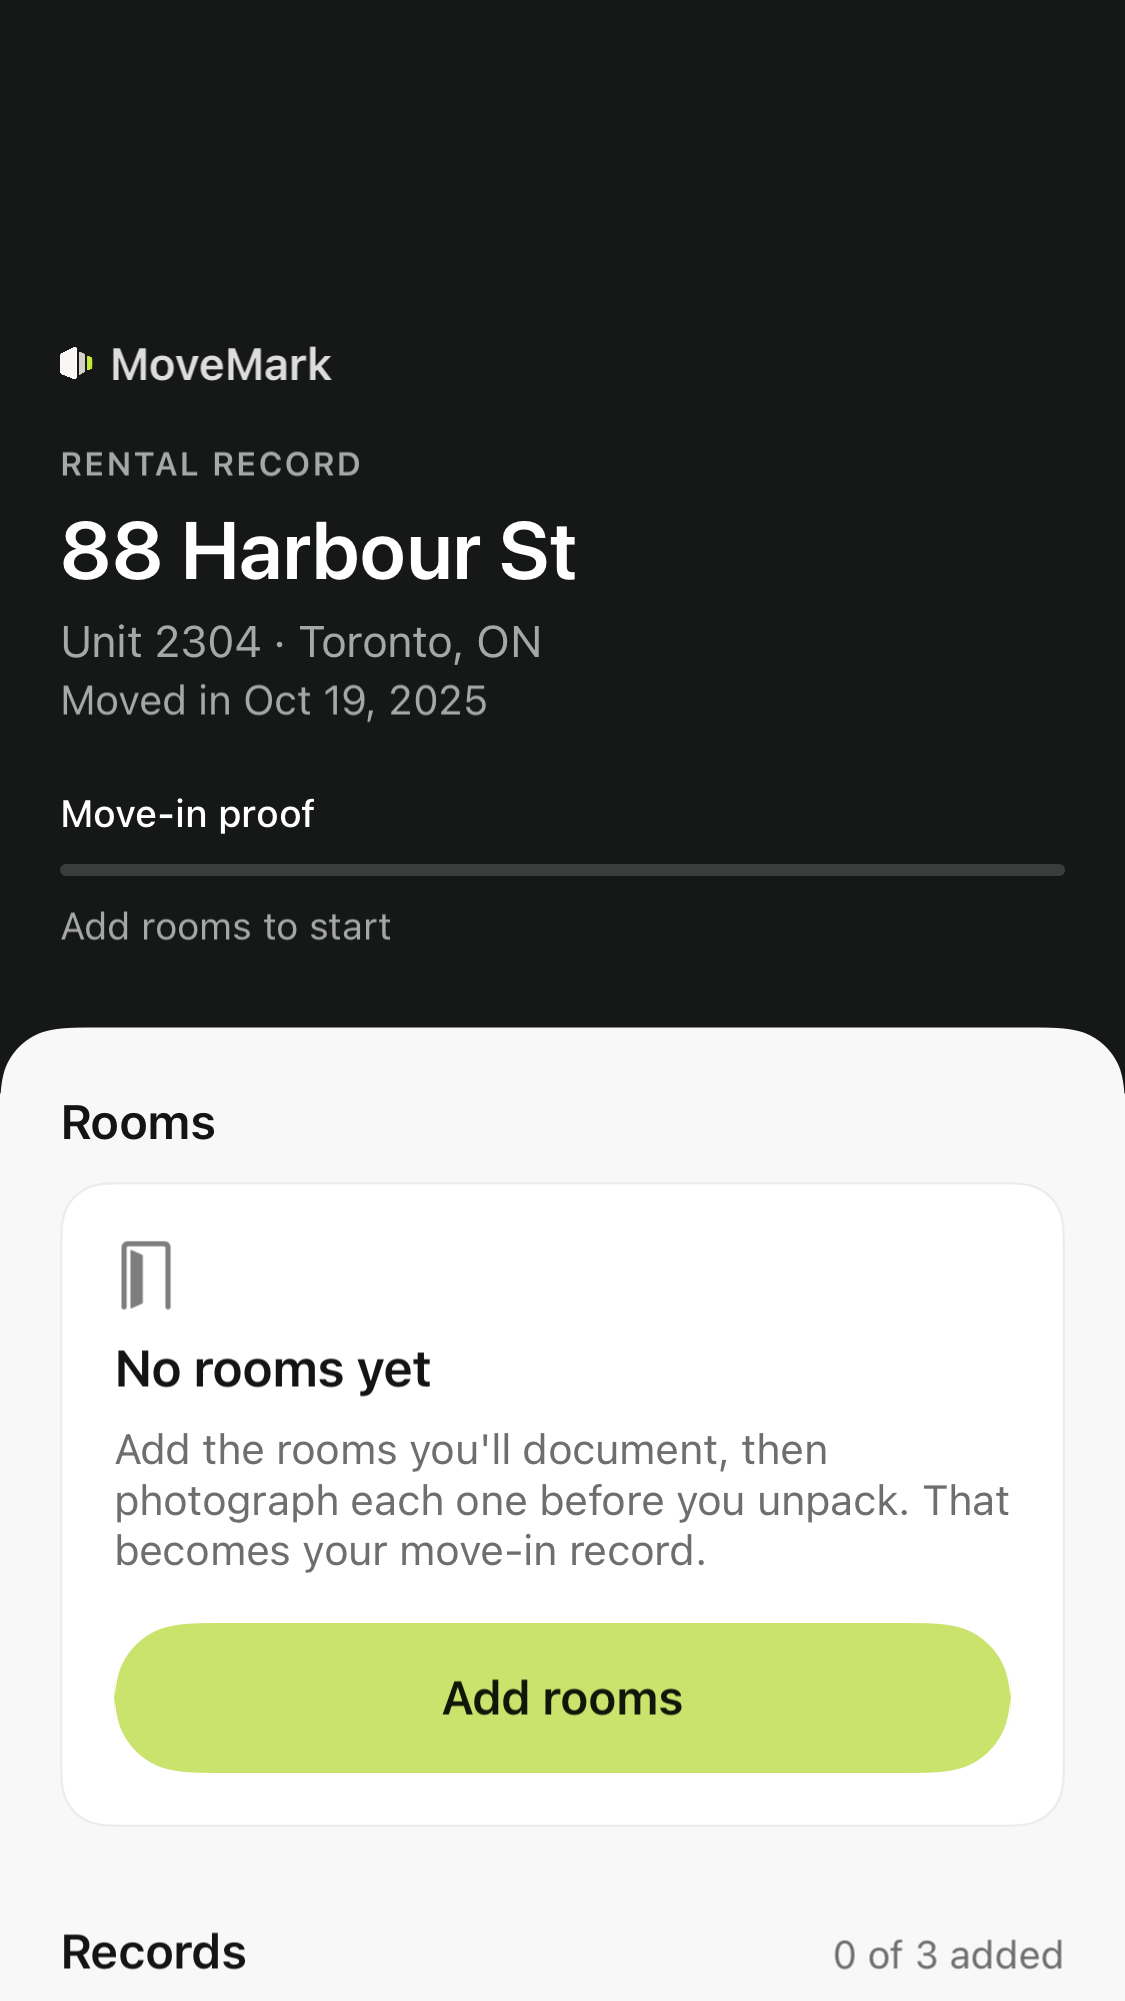 MoveMark
RENTAL RECORD
88 Harbour St
Unit 2304 · Toronto, ON
Moved in Oct 19, 2025
Move-in proof
Add rooms to start
Rooms
No rooms yet
Add the rooms you'll document, then
photograph each one before you unpack. That
becomes your move-in record.
Add rooms
Records
0 of 3 added